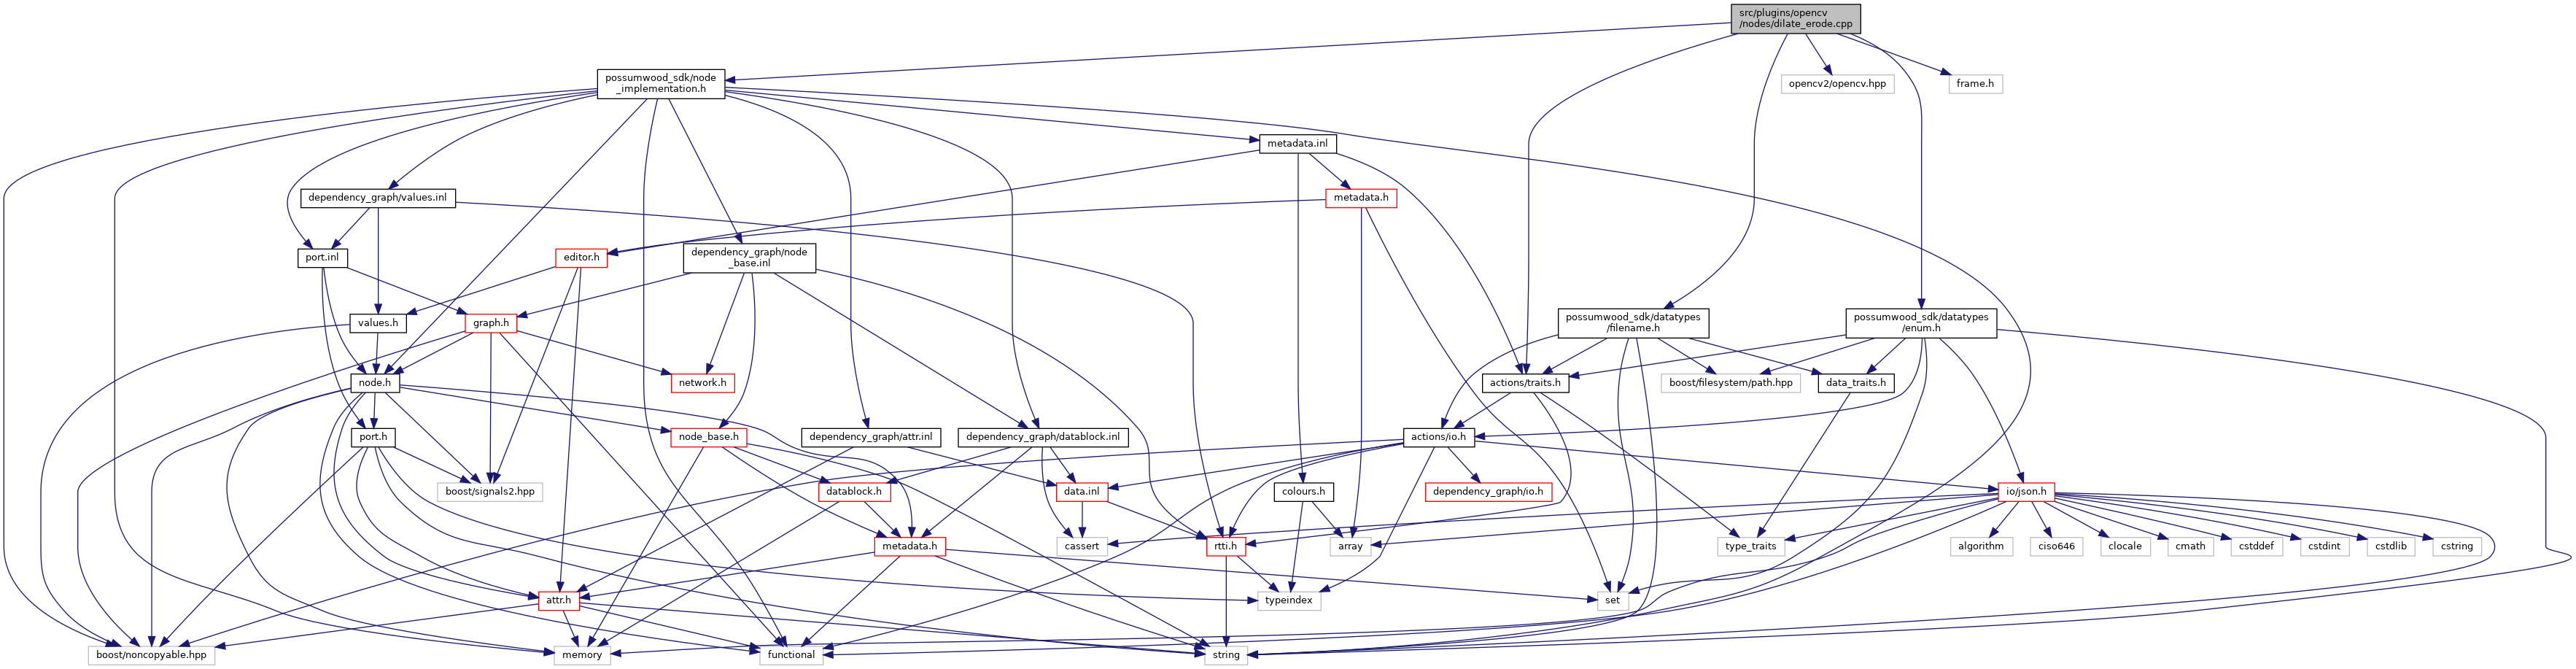 src/plugins/opencv
/nodes/dilate_erode.cpp
possumwood_sdk/node
_implementation.h
opencv2/opencv.hpp
frame.h
metadata.inl
dependency_graph/values.inl
metadata.h
port.inl
editor.h
dependency_graph/node
_base.inl
values.h
graph.h
possumwood_sdk/datatypes
/filename.h
possumwood_sdk/datatypes
/enum.h
node.h
network.h
actions/traits.h
boost/filesystem/path.hpp
data_traits.h
port.h
node_base.h
dependency_graph/attr.inl
dependency_graph/datablock.inl
actions/io.h
boost/signals2.hpp
datablock.h
data.inl
colours.h
dependency_graph/io.h
io/json.h
metadata.h
cassert
rtti.h
array
type_traits
algorithm
ciso646
clocale
cmath
cstddef
cstdint
cstdlib
cstring
attr.h
typeindex
set
boost/noncopyable.hpp
memory
functional
string